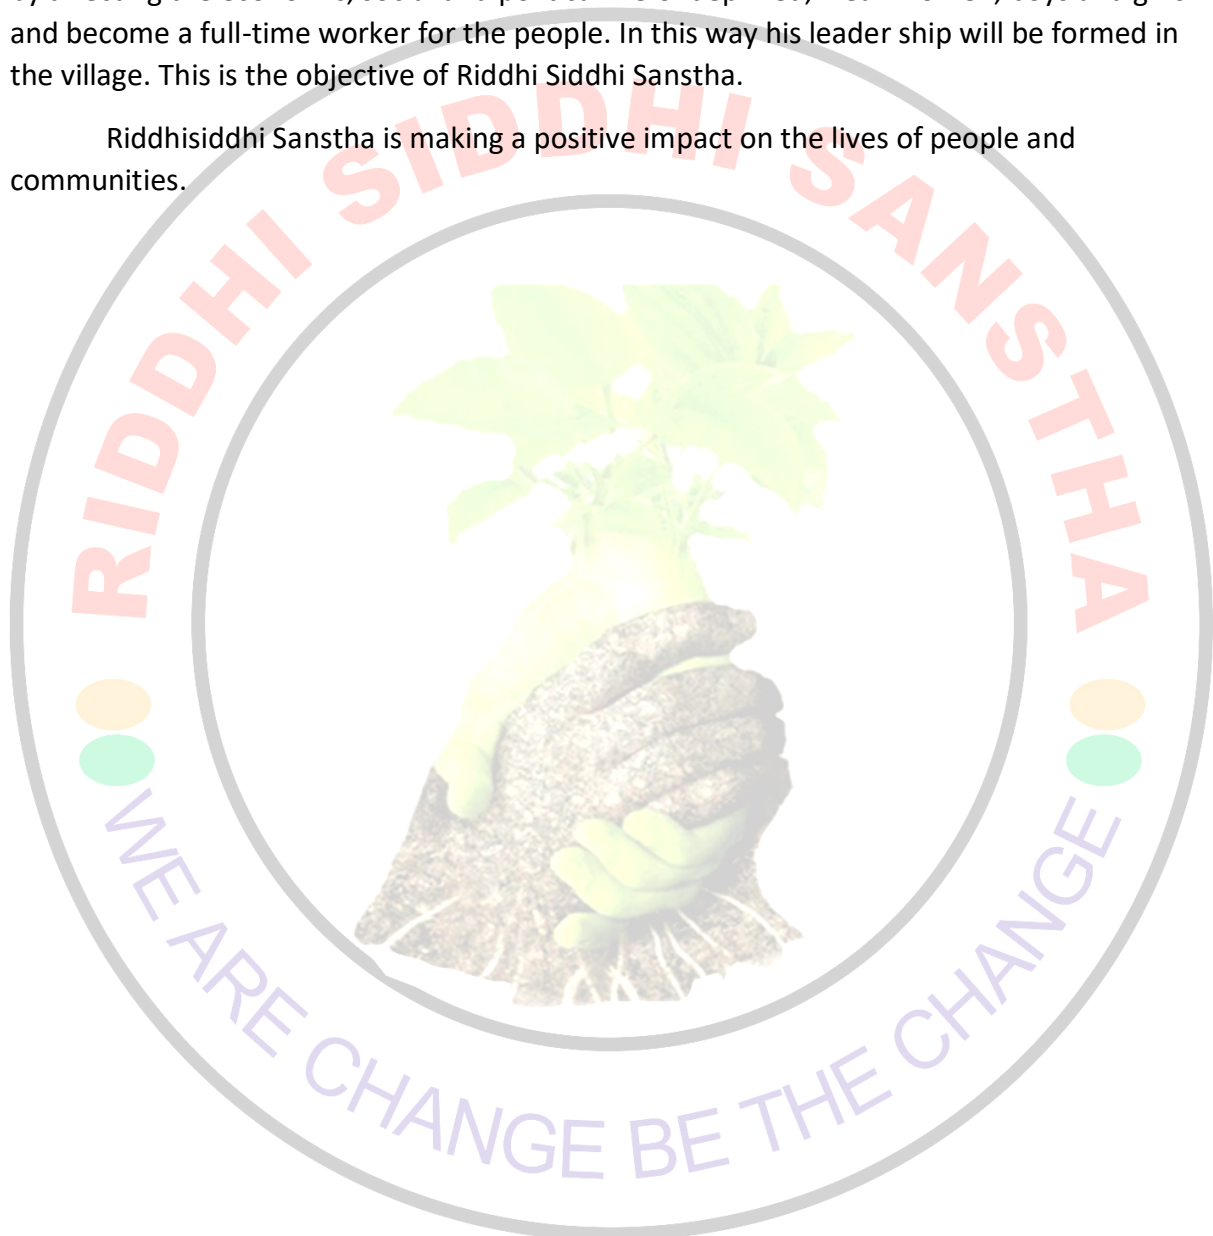 and become a full-time worker for the people. In this way his leader ship will be formed in
the village. This is the objective of Riddhi Siddhi Sanstha.
Riddhisiddhi Sanstha is making a positive impact on the lives of people and
communities.
RIDDHI SIDDHI SANSTHA
WE ARE CHANGE BE THE CHANGE